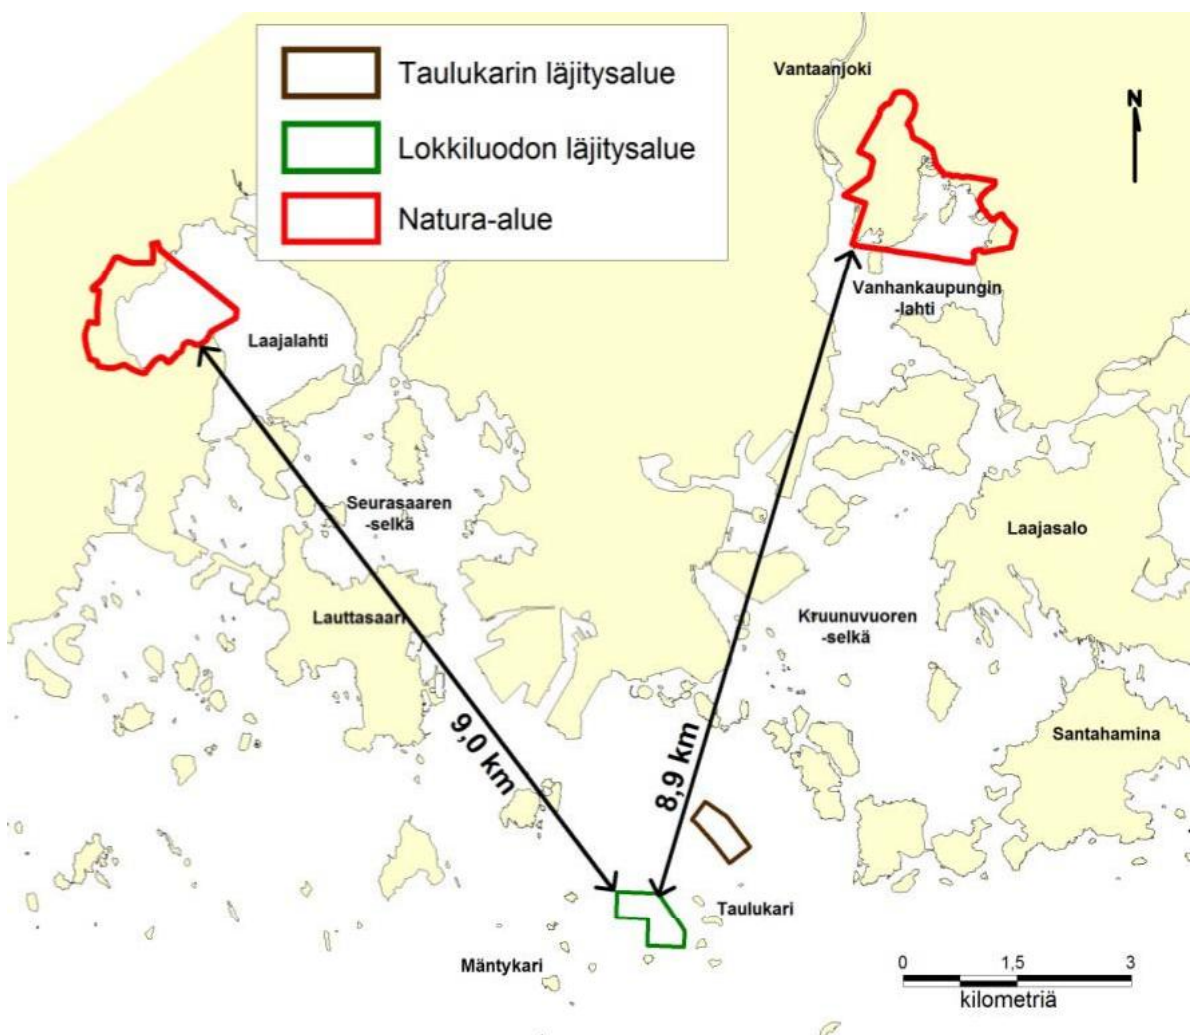 Taulukarin läjitysalue
Lokkiluodon läjitysalue
Natura-alue
Vantaanjoki
N
Vanhankaupungin
-lahti
Laajalahti
Seurasaaren
-selkä
Laajasalo
Lauttasaari
Kruunuvuoren
-selkä
Santahamina
9,0 km
8,9 km
Taulukari
Mäntykari
0 1,5 3
kilometriä